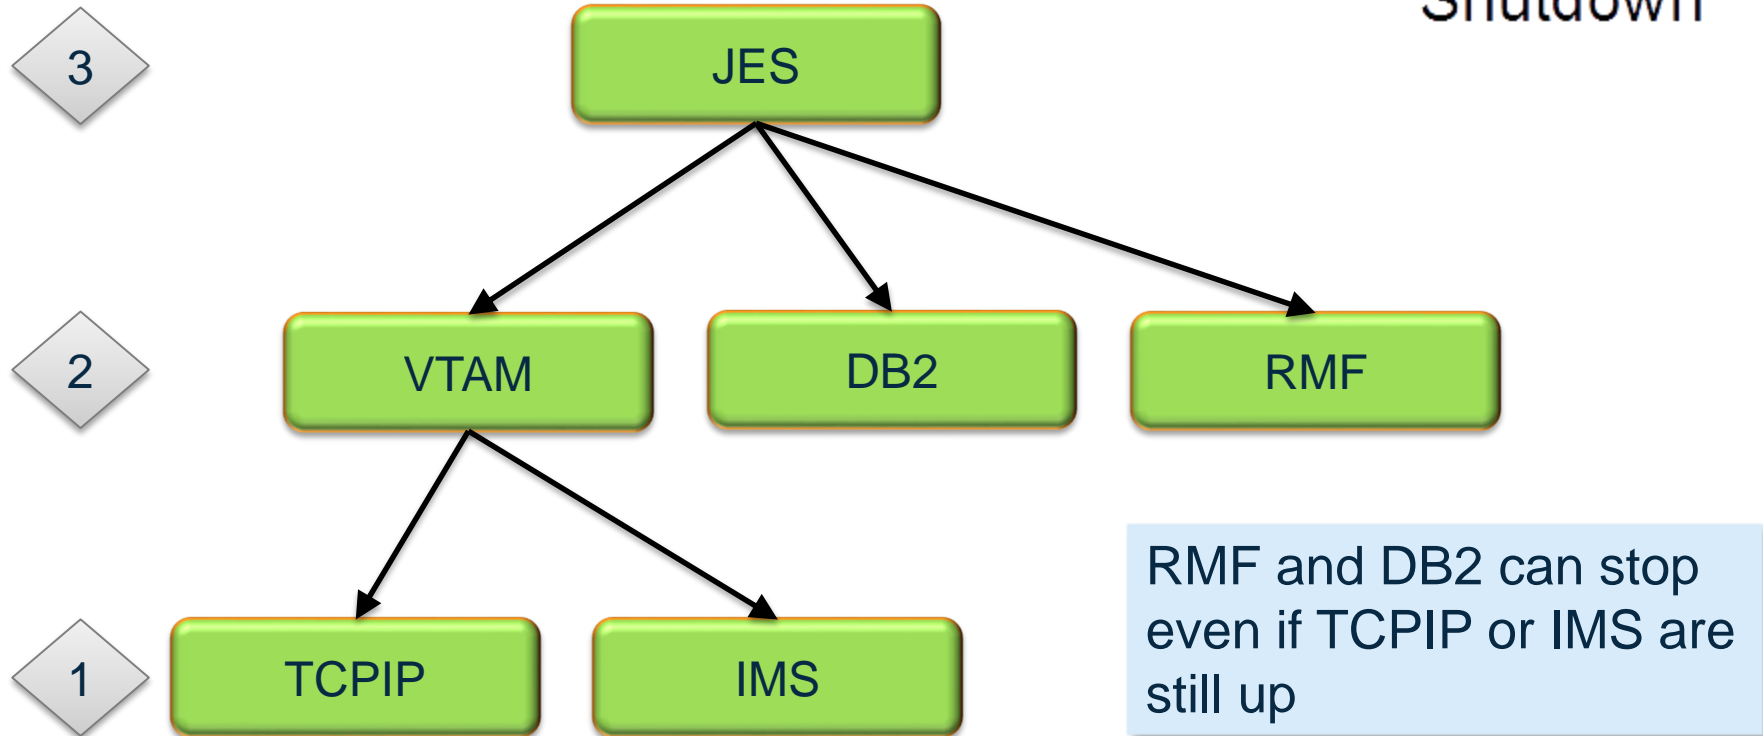 Shutdown
3
JES
2
VTAM
DB2
RMF
1
TCPIP
IMS
RMF and DB2 can stop
even if TCPIP or IMS are
still up